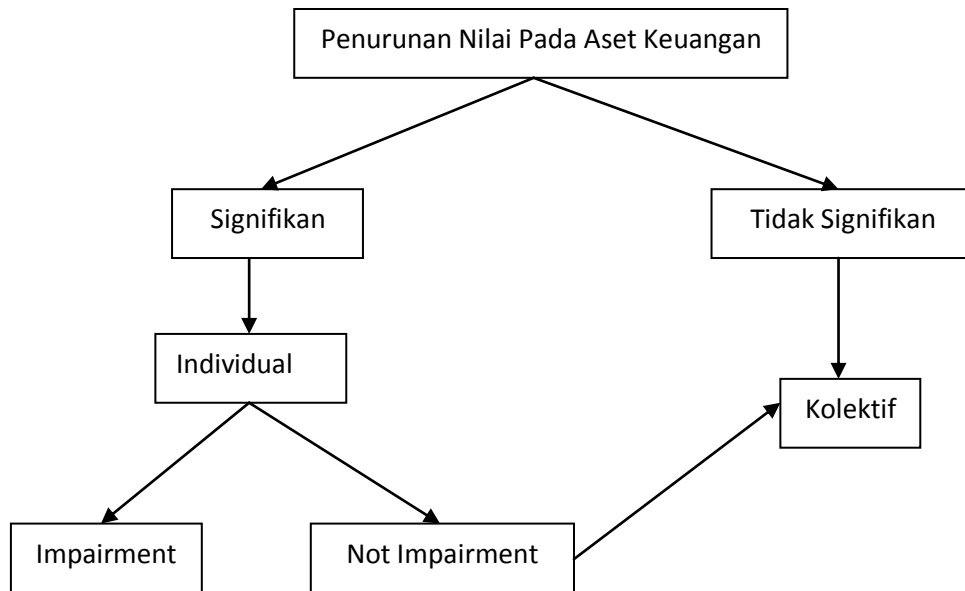 Penurunan Nilai Pada Aset Keuangan
Signifikan
Tidak Signifikan
Individual
Kolektif
Impairment
Not Impairment